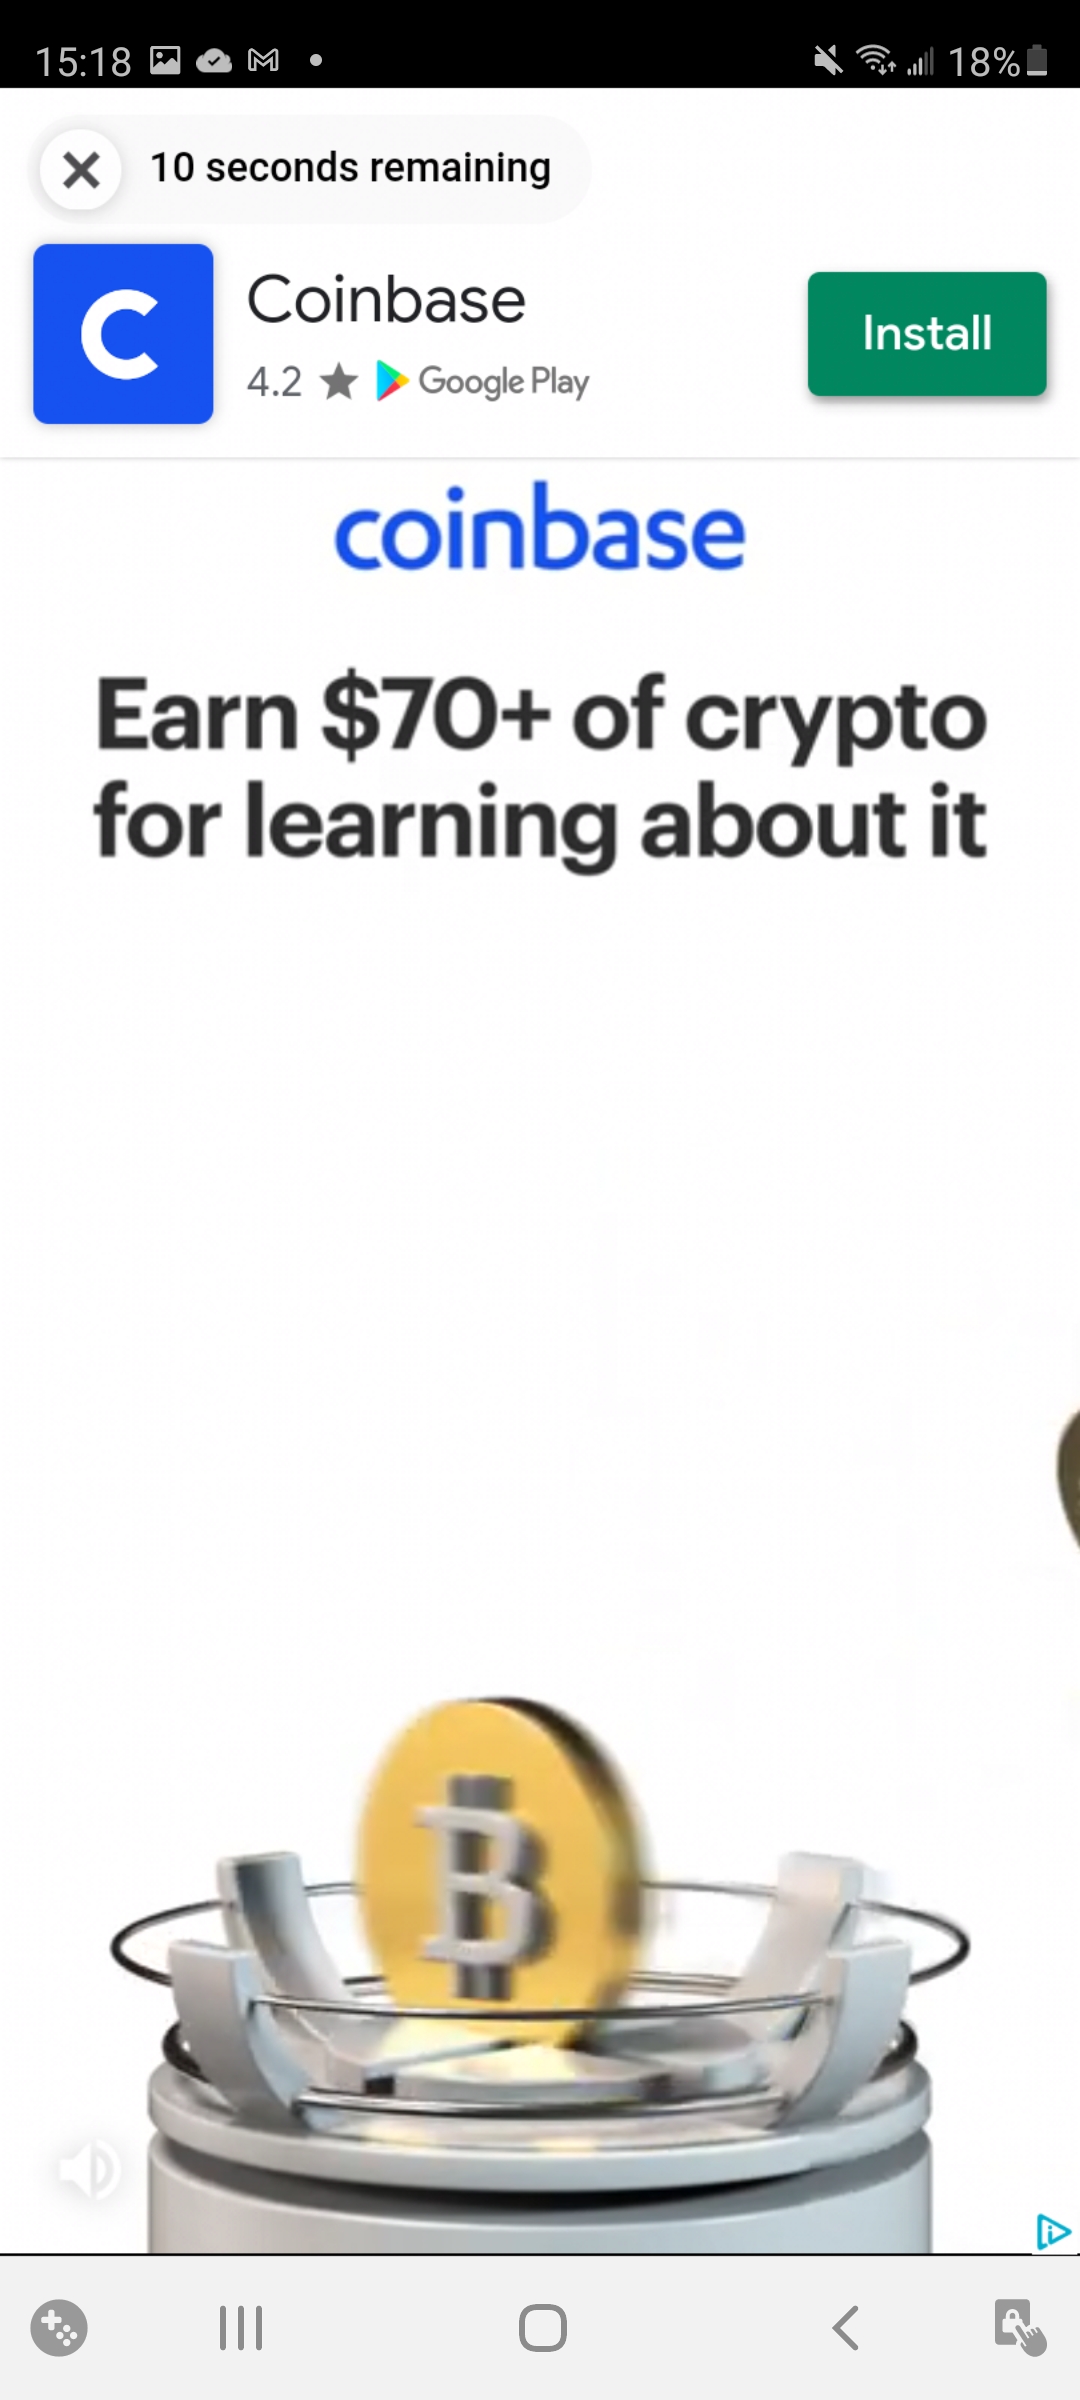 15:18
18%
10 seconds remaining
C
Coinbase
Install
4.2 ★ Google Play
coinbase
Earn $70+ of crypto
for learning about it
B